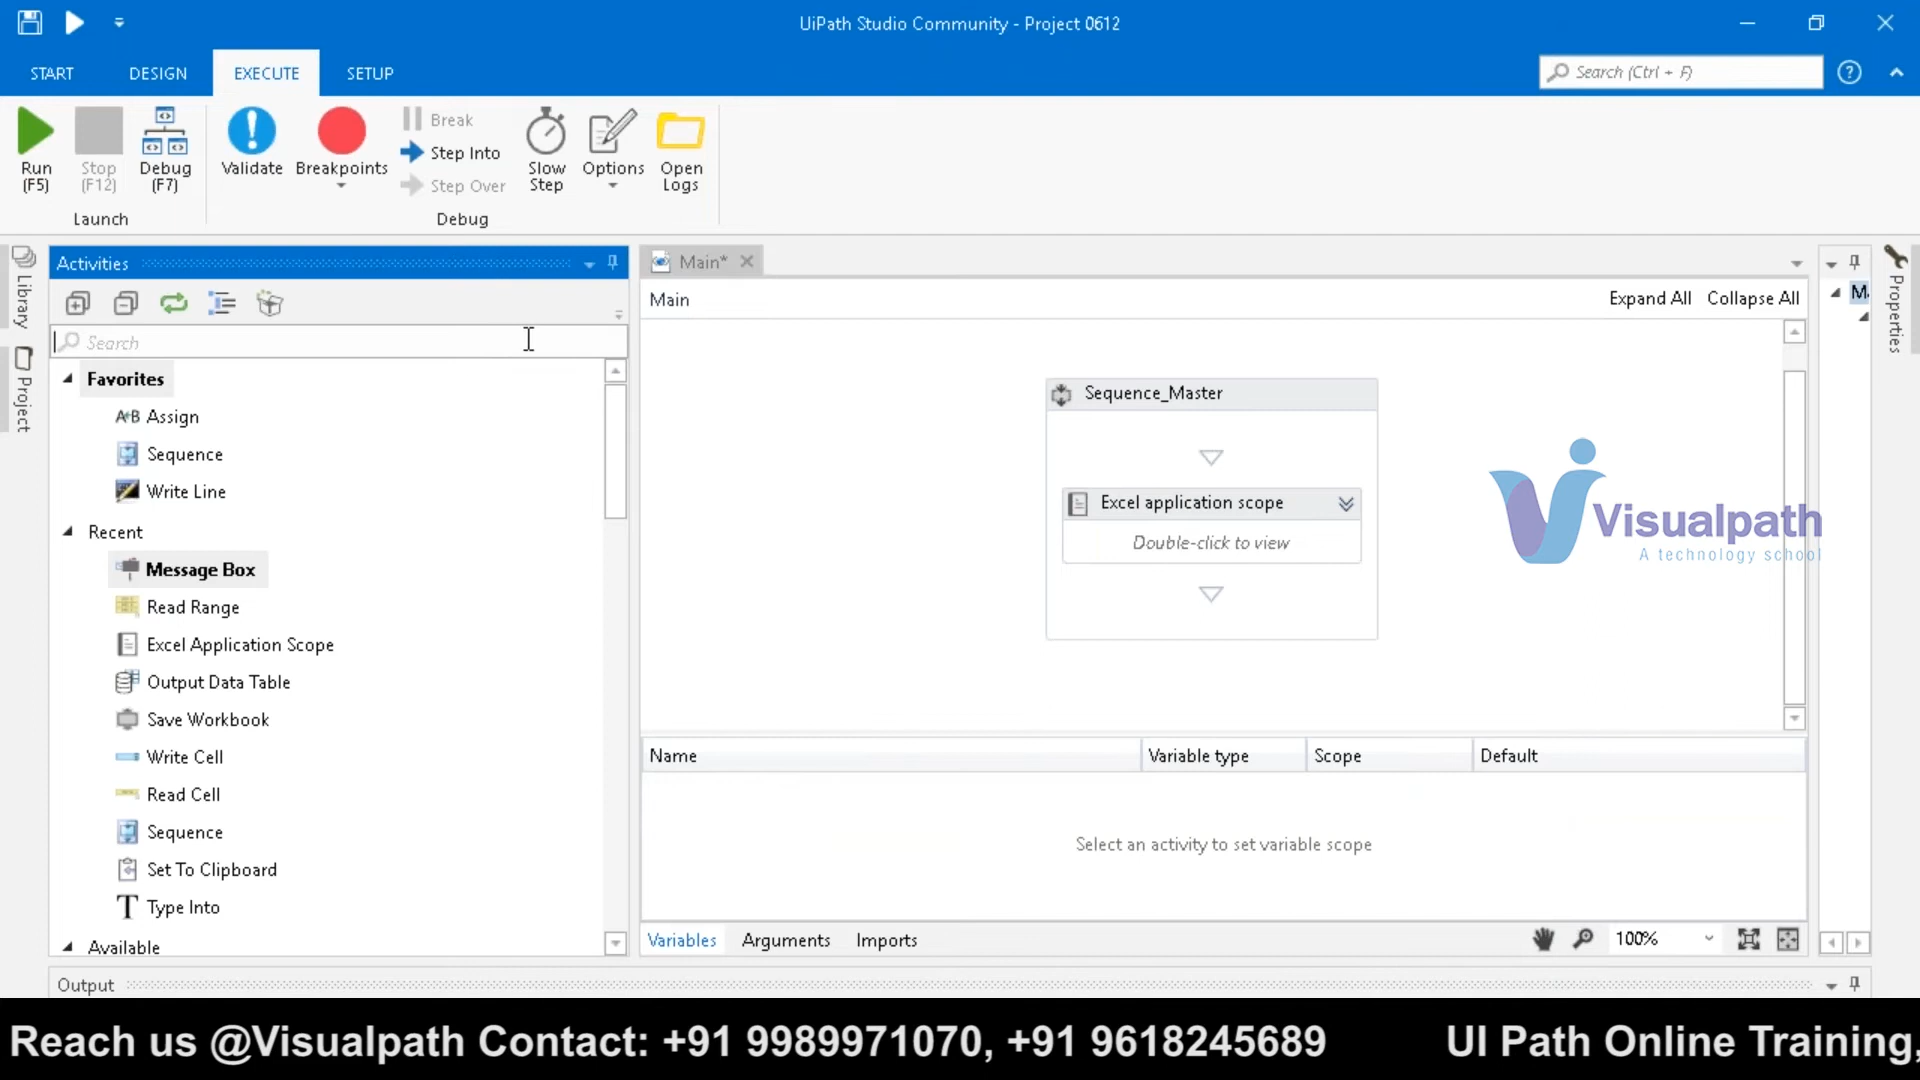 UiPath Studio Community - Project 0612
START DESIGN EXECUTE SETUP
Search (Ctrl + F)
Run (F5)
Stop (F12)
Debug (F7)
Launch
Validate
Breakpoints
Break
Step Into
Step Over
Slow Step
Options
Open Logs
Debug
Library
Project
Activities
Search
Favorites
A+B Assign
Sequence
Write Line
Recent
Message Box
Read Range
Excel Application Scope
Output Data Table
Save Workbook
Write Cell
Read Cell
Sequence
Set To Clipboard
Type Into
Available
Main*
Main
Expand All Collapse All
Sequence_Master
Excel application scope
Double-click to view
Visualpath
A technology school
Name Variable type Scope Default
Select an activity to set variable scope
Variables Arguments Imports
100%
M
Properties
Output
Reach us @Visualpath Contact: +91 9989971070, +91 9618245689 UI Path Online Training,